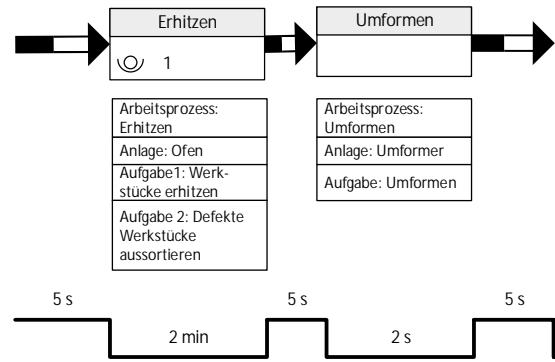 Erhitzen
1
Umformen
Arbeitsprozess:
Erhitzen
Anlage: Ofen
Aufgabe1: Werk-
stücke erhitzen
Aufgabe 2: Defekte
Werkstücke
aussortieren
Arbeitsprozess:
Umformen
Anlage: Umformer
Aufgabe: Umformen
5 s
2 min
5 s
2 s
5 s